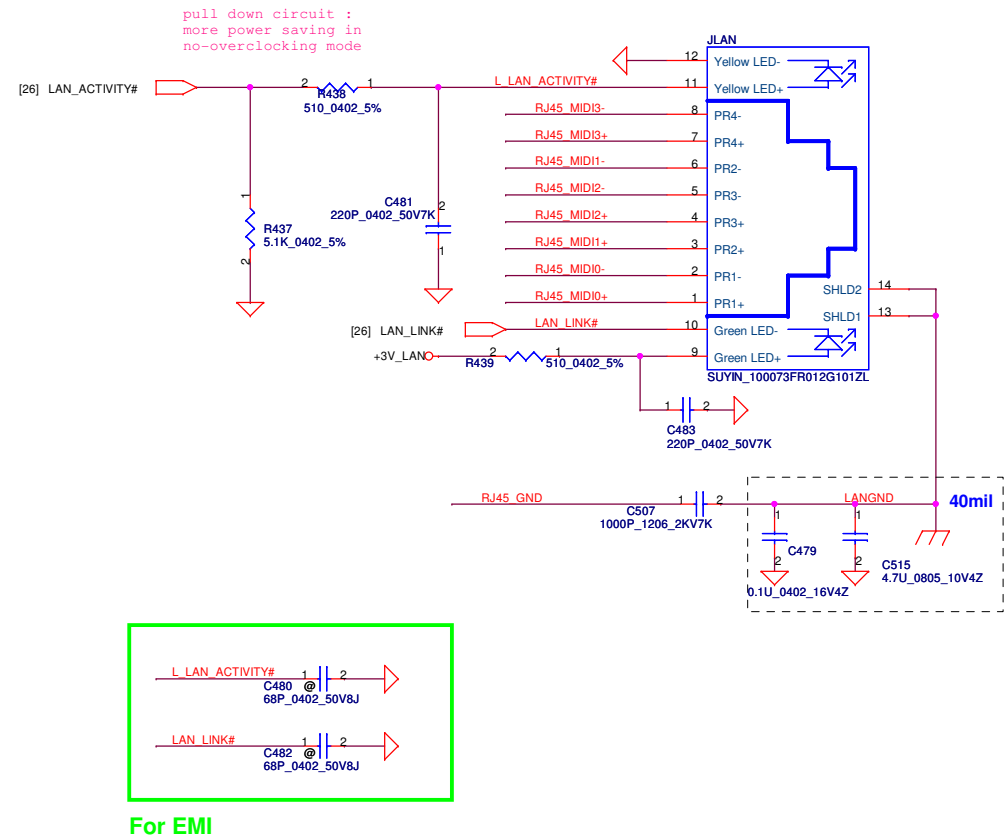 pull down circuit :
more power saving in
no-overclocking mode
JLAN
[26] LAN_ACTIVITY#
2 R438 1
510_0402_5%
L_LAN_ACTIVITY#
12 Yellow LED-
11 Yellow LED+
RJ45_MIDI3- 8 PR4-
RJ45_MIDI3+ 7 PR4+
RJ45_MIDI1- 6 PR2-
RJ45_MIDI2- 5 PR3-
RJ45_MIDI2+ 4 PR3+
RJ45_MIDI1+ 3 PR2+
RJ45_MIDI0- 2 PR1-
RJ45_MIDI0+ 1 PR1+
1
R437
5.1K_0402_5%
2
C481
220P_0402_50V7K
2
1
SHLD2 14
SHLD1 13
[26] LAN_LINK#
LAN_LINK# 10 Green LED-
+3V_LAN
2 R439 1
510_0402_5%
9 Green LED+
SUYIN_100073FR012G101ZL
1 2
C483
220P_0402_50V7K
RJ45_GND
1 2
C507
1000P_1206_2KV7K
LANGND
40mil
1
C479
2
0.1U_0402_16V4Z
1
C515
2
4.7U_0805_10V4Z
L_LAN_ACTIVITY#
1 2
C480 @
68P_0402_50V8J
LAN_LINK#
1 2
C482 @
68P_0402_50V8J
For EMI